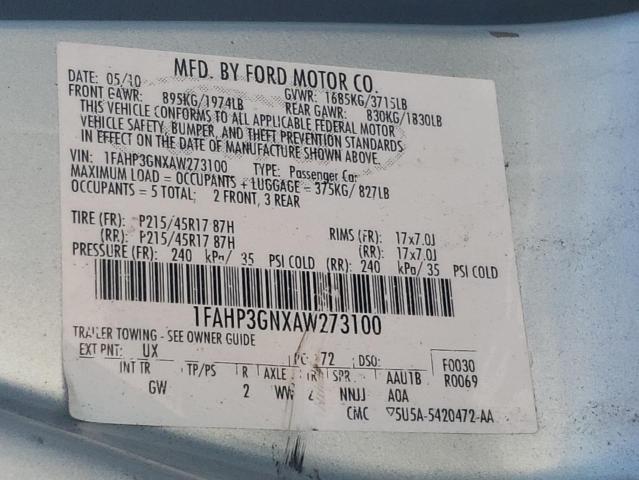 MFD. BY FORD MOTOR CO.
DATE: 05/10 GVWR: 1685KG/3715LB
FRONT GAWR: 895KG/1974LB REAR GAWR: 830KG/1830LB
THIS VEHICLE CONFORMS TO ALL APPLICABLE FEDERAL MOTOR
VEHICLE SAFETY, BUMPER, AND THEFT PREVENTION STANDARDS
IN EFFECT ON THE DATE OF MANUFACTURE SHOWN ABOVE.
VIN: 1FAHP3GNXAW273100 TYPE: Passenger Car
MAXIMUM LOAD = OCCUPANTS + LUGGAGE = 375KG/ 827LB
OCCUPANTS = 5 TOTAL; 2 FRONT, 3 REAR
TIRE (FR): P215/45R17 87H RIMS (FR): 17x7.0J
(RR): P215/45R17 87H (RR): 17x7.0J
PRESSURE (FR): 240 kPa/ 35 PSI COLD (RR): 240 kPa/ 35 PSI COLD
1FAHP3GNXAW273100
TRAILER TOWING - SEE OWNER GUIDE
EXT PNT: UX 72 DSO: F0030
INT TR TP/PS R AXLE TR SPR AAUTB R0069
GW 2 NNJJ AOA
CMC 5U5A-5420472-AA